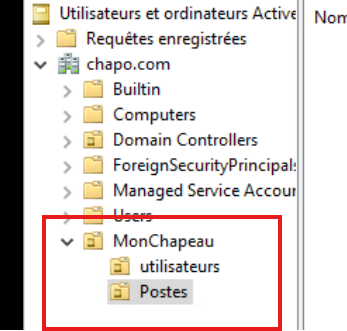 Utilisateurs et ordinateurs Active
Nom
Requêtes enregistrées
chapo.com
Builtin
Computers
Domain Controllers
ForeignSecurityPrincipals
Managed Service Accour
Users
MonChapeau
utilisateurs
Postes